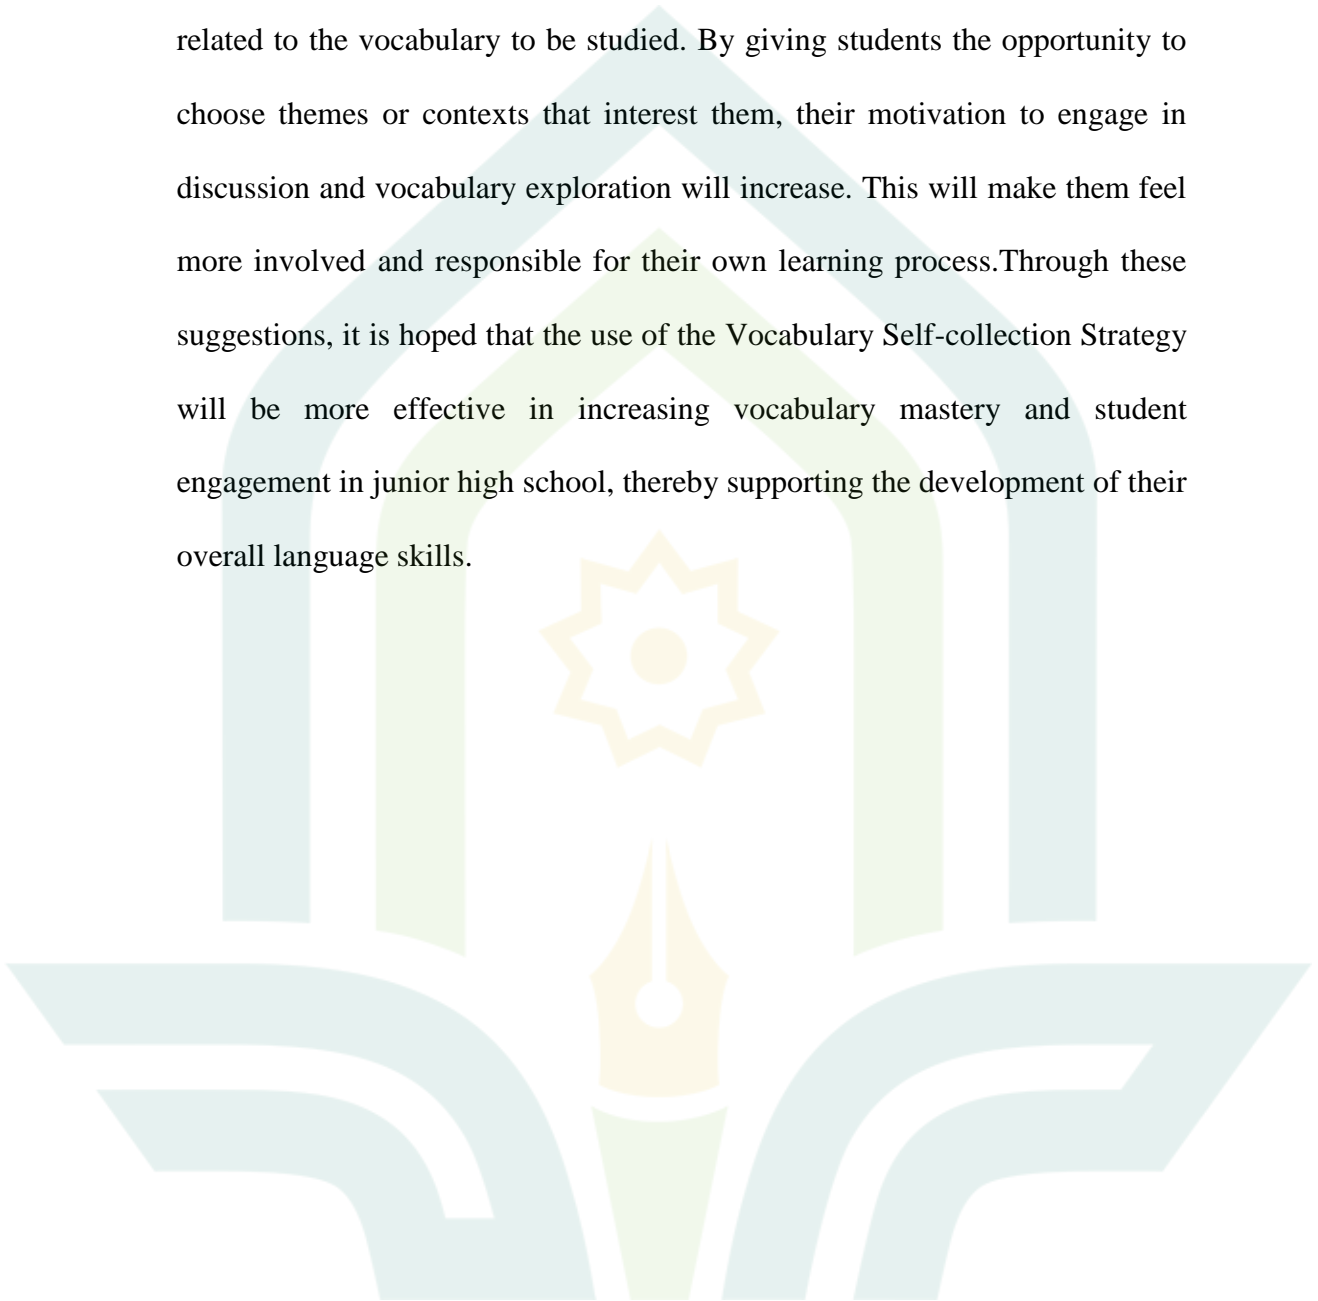 related to the vocabulary to be studied. By giving students the opportunity to
choose themes or contexts that interest them, their motivation to engage in
discussion and vocabulary exploration will increase. This will make them feel
more involved and responsible for their own learning process.Through these
suggestions, it is hoped that the use of the Vocabulary Self-collection Strategy
will be more effective in increasing vocabulary mastery and student
engagement in junior high school, thereby supporting the development of their
overall language skills.